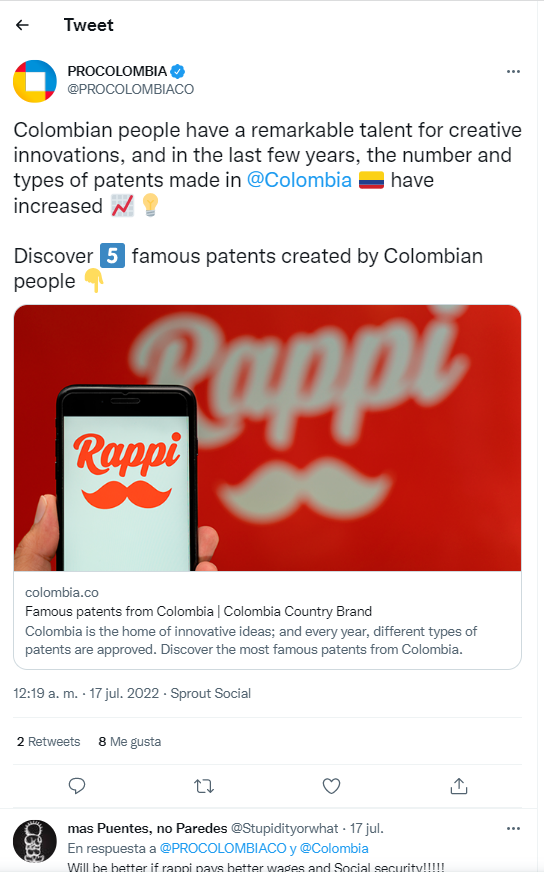 Tweet
PROCOLOMBIA
@PROCOLOMBIACO
Colombian people have a remarkable talent for creative
innovations, and in the last few years, the number and
types of patents made in @Colombia 🇨🇴 have
increased 📈 💡
Discover 5️⃣ famous patents created by Colombian
people 👇
Rappi
Rappi
colombia.co
Famous patents from Colombia | Colombia Country Brand
Colombia is the home of innovative ideas; and every year, different types of
patents are approved. Discover the most famous patents from Colombia.
12:19 a. m. · 17 jul. 2022 · Sprout Social
2 Retweets 8 Me gusta
mas Puentes, no Paredes @Stupidityorwhat · 17 jul.
En respuesta a @PROCOLOMBIACO y @Colombia
Will be better if rappi pays better wages and Social security!!!!!